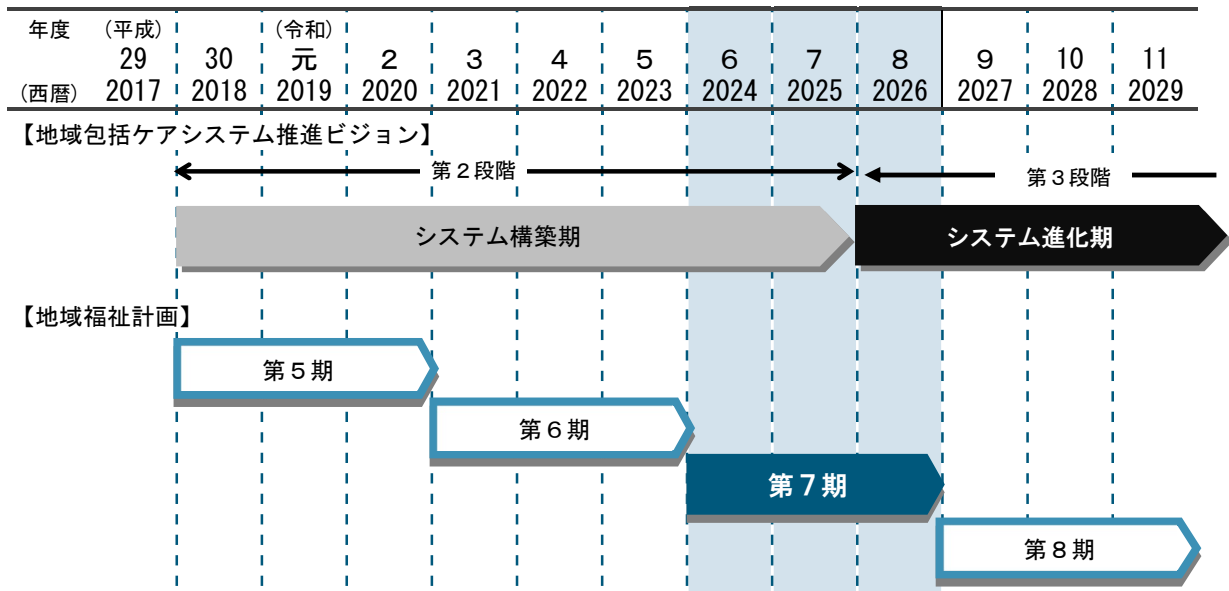 年度 (平成) (令和)
29 30 元 2 3 4 5 6 7 8 9 10 11
(西暦) 2017 2018 2019 2020 2021 2022 2023 2024 2025 2026 2027 2028 2029
【地域包括ケアシステム推進ビジョン】
第2段階 第3段階
システム構築期 システム進化期
【地域福祉計画】
第5期
第6期
第7期
第8期